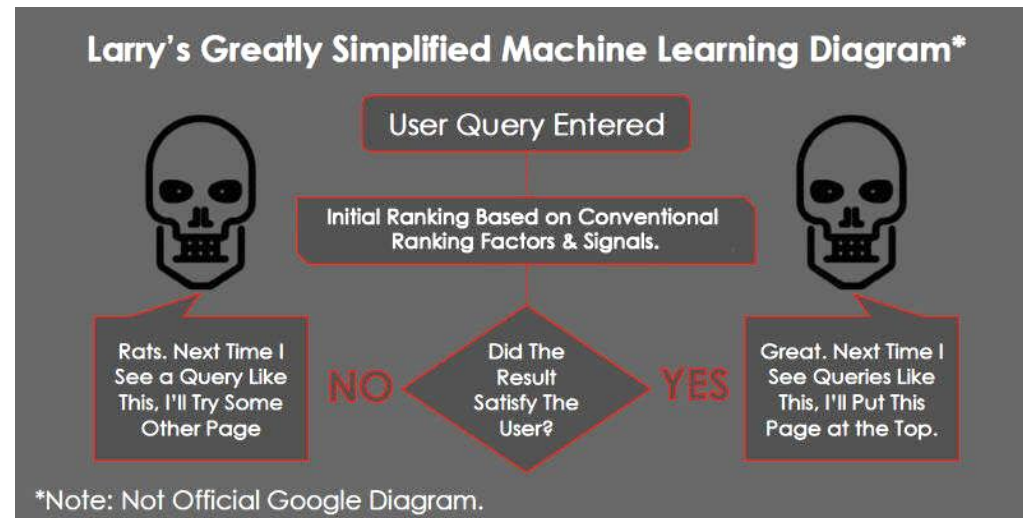 Larry's Greatly Simplified Machine Learning Diagram*
User Query Entered
Initial Ranking Based on Conventional
Ranking Factors & Signals.
Rats. Next Time I
See a Query Like
This, I'll Try Some
Other Page
NO
Did The
Result
Satisfy The
User?
YES
Great. Next Time I
See Queries Like
This, I'll Put This
Page at the Top.
*Note: Not Official Google Diagram.